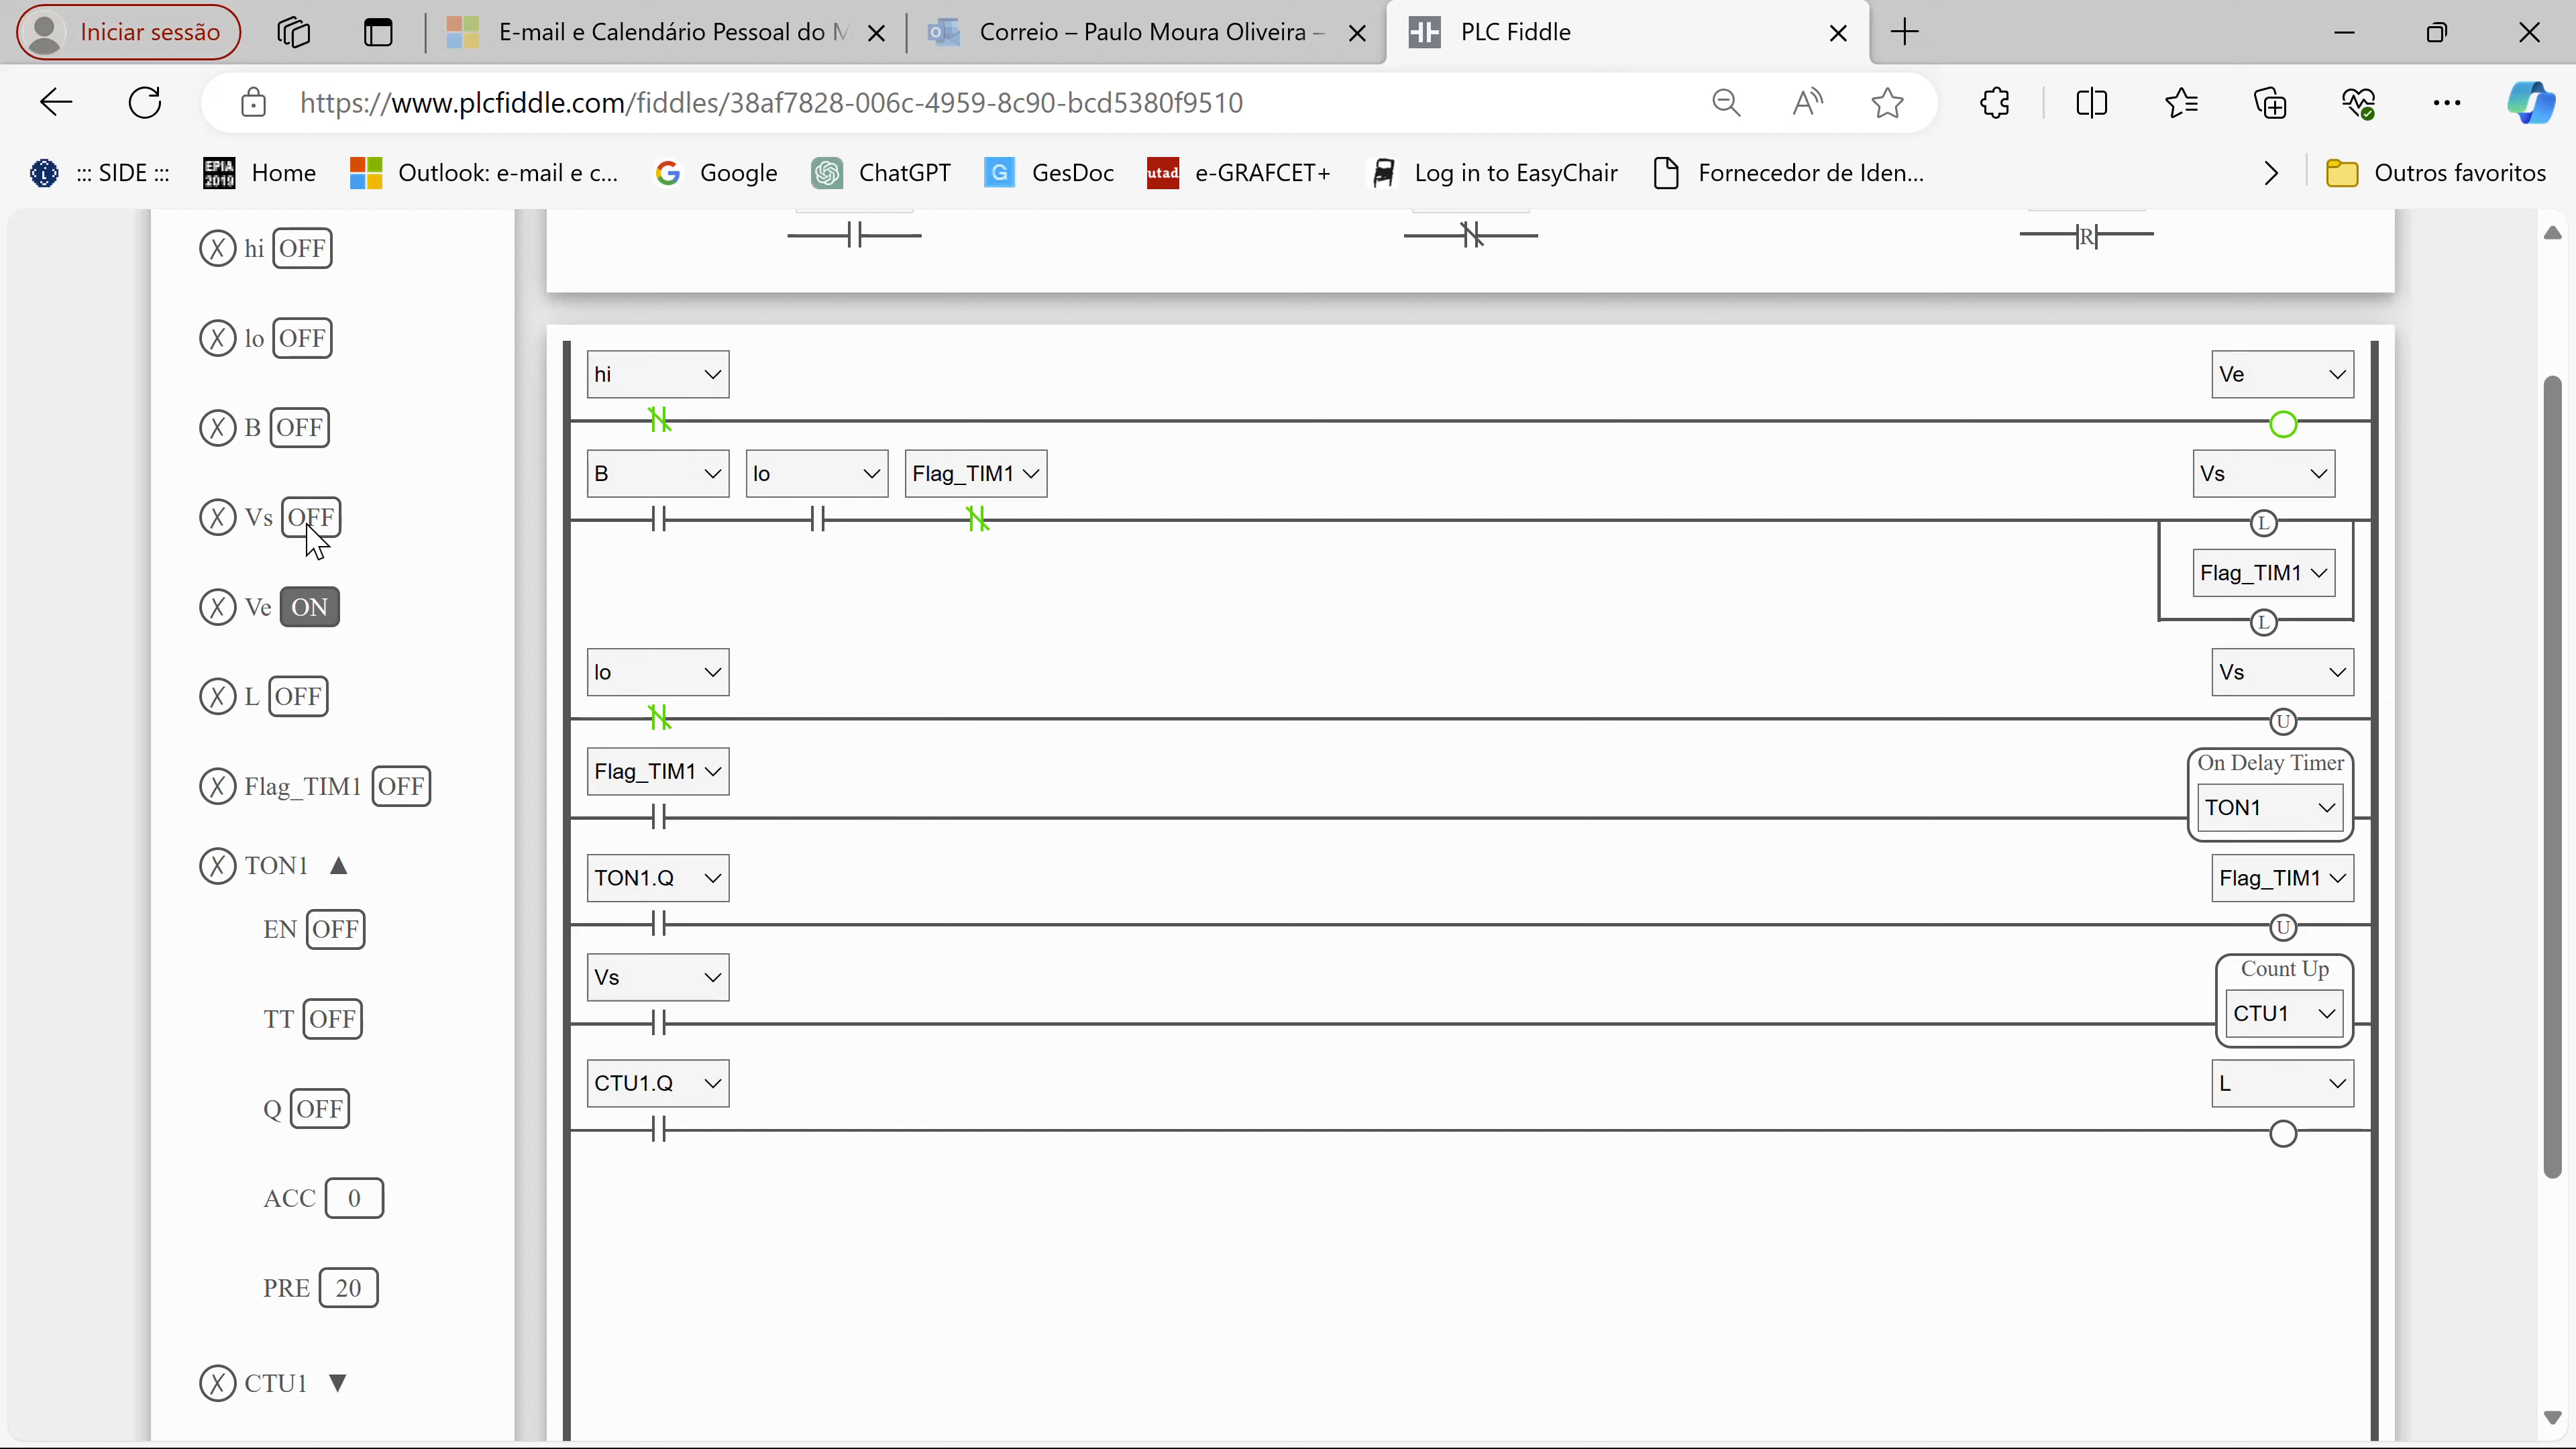 Iniciar sessão
E-mail e Calendário Pessoal do M
Correio – Paulo Moura Oliveira –
PLC Fiddle
https://www.plcfiddle.com/fiddles/38af7828-006c-4959-8c90-bcd5380f9510
::: SIDE :::
EPIA 2019
Home
Outlook: e-mail e c...
Google
ChatGPT
G
GesDoc
utad
e-GRAFCET+
Log in to EasyChair
Fornecedor de Iden...
Outros favoritos
R
X hi OFF
X lo OFF
X B OFF
X Vs OFF
X Ve ON
X L OFF
X Flag_TIM1 OFF
X TON1 ▲
EN OFF
TT OFF
Q OFF
ACC 0
PRE 20
X CTU1 ▼
hi Ve
B lo Flag_TIM1 Vs
L
Flag_TIM1
L
lo Vs
U
Flag_TIM1 On Delay Timer
TON1
TON1.Q Flag_TIM1
U
Vs Count Up
CTU1
CTU1.Q L